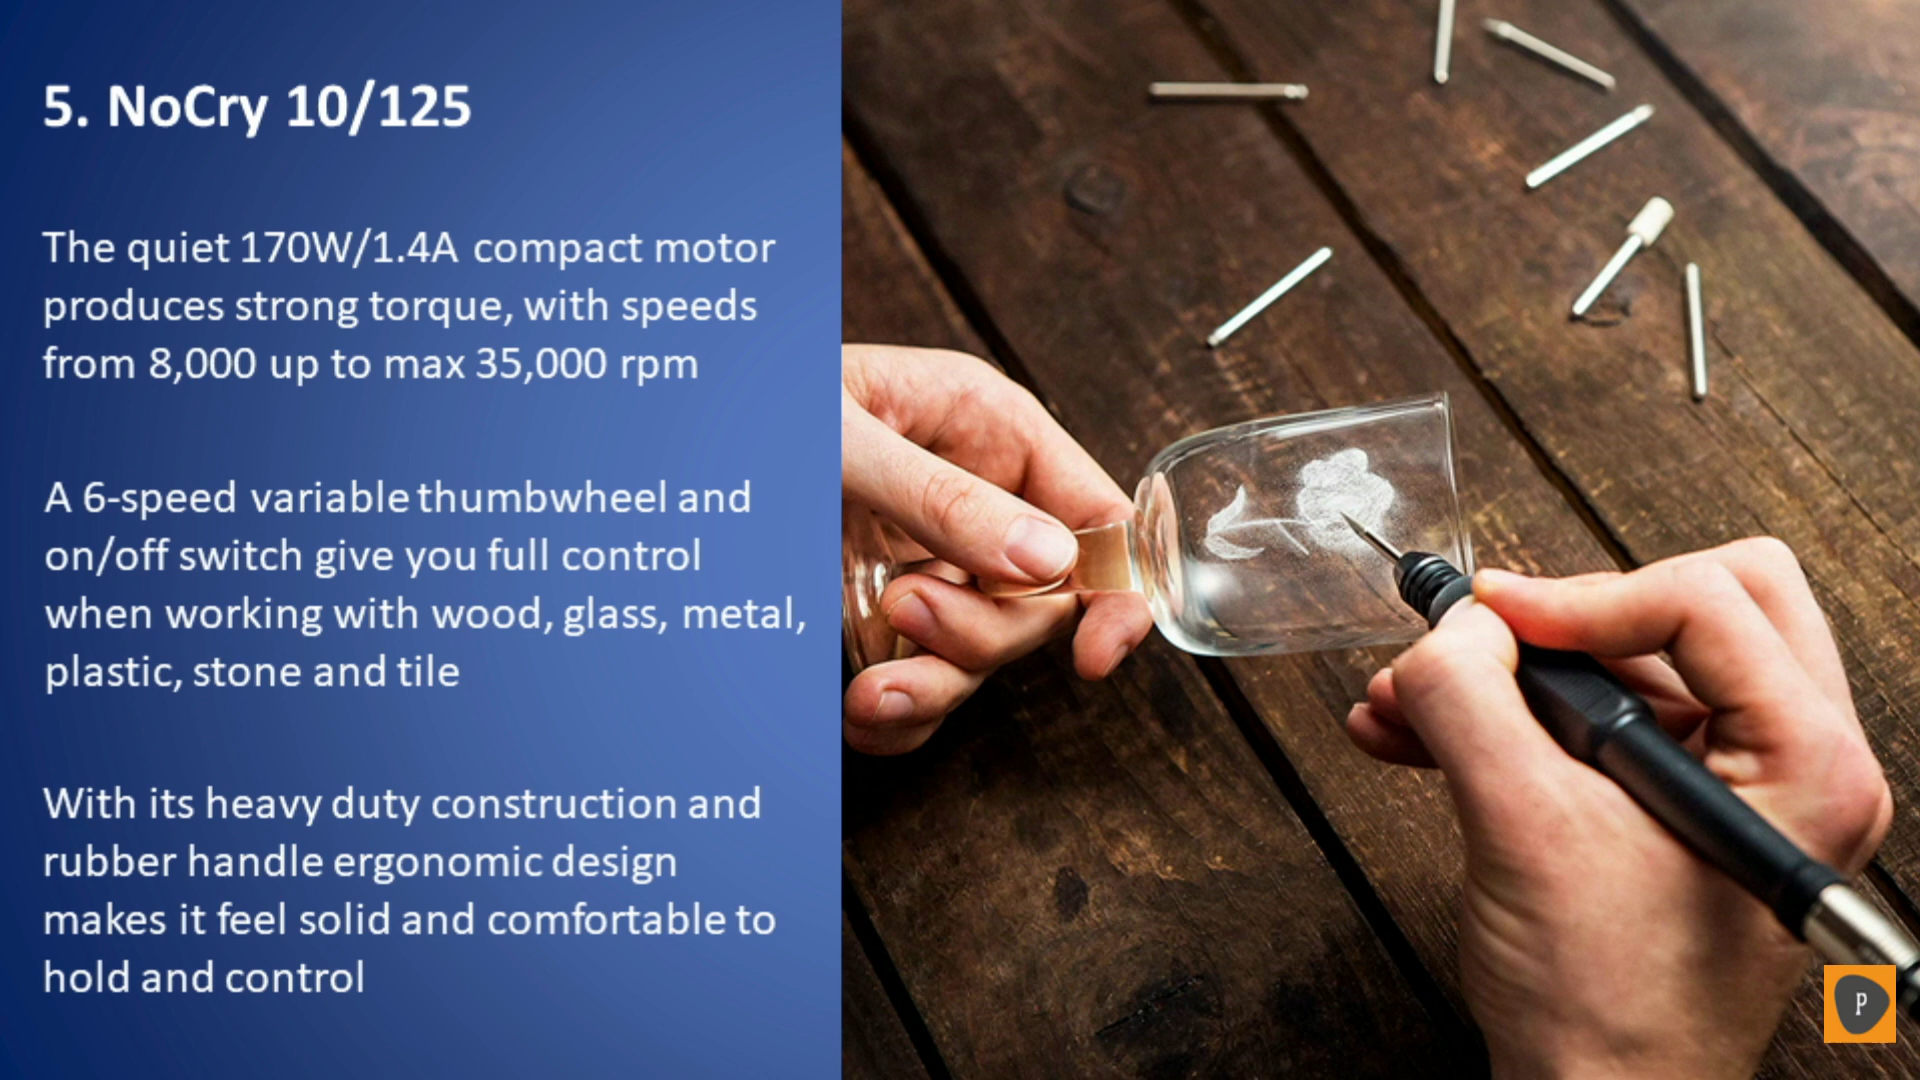 5. NoCry 10/125
The quiet 170W/1.4A compact motor
produces strong torque, with speeds
from 8,000 up to max 35,000 rpm
A 6-speed variable thumbwheel and
on/off switch give you full control
when working with wood, glass, metal,
plastic, stone and tile
With its heavy duty construction and
rubber handle ergonomic design
makes it feel solid and comfortable to
hold and control
P